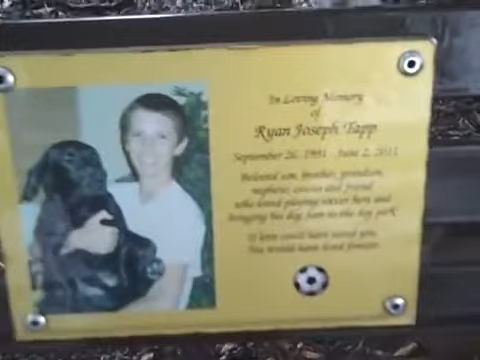 In Loving Memory
of
Ryan Joseph Tapp
September 26, 1991 - June 2, 2011
Beloved son, brother, grandson,
nephew, cousin and friend
who loved playing soccer here and
bringing his dog, Sam to the dog park
If love could have saved you,
You would have lived forever.